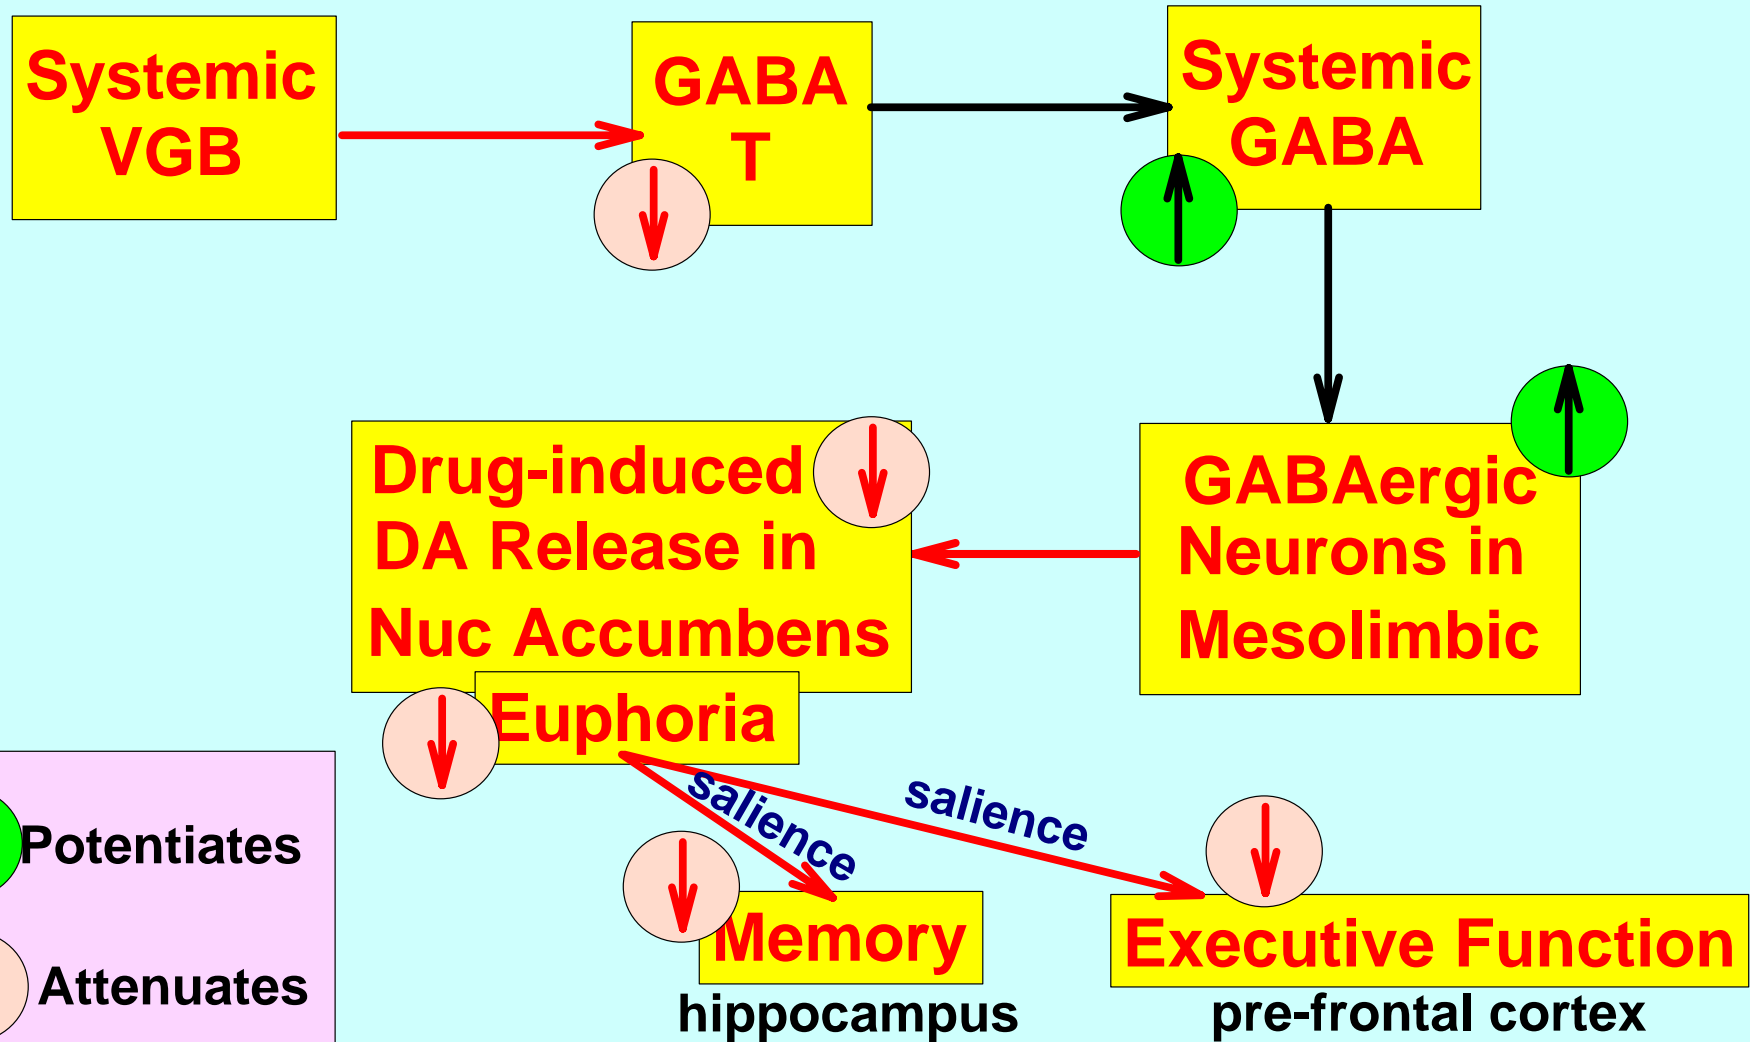 Systemic
VGB
GABA
T
Systemic
GABA
Drug-induced
DA Release in
Nuc Accumbens
GABAergic
Neurons in
Mesolimbic
Euphoria
salience
salience
Potentiates
Memory
Executive Function
Attenuates
hippocampus
pre-frontal cortex